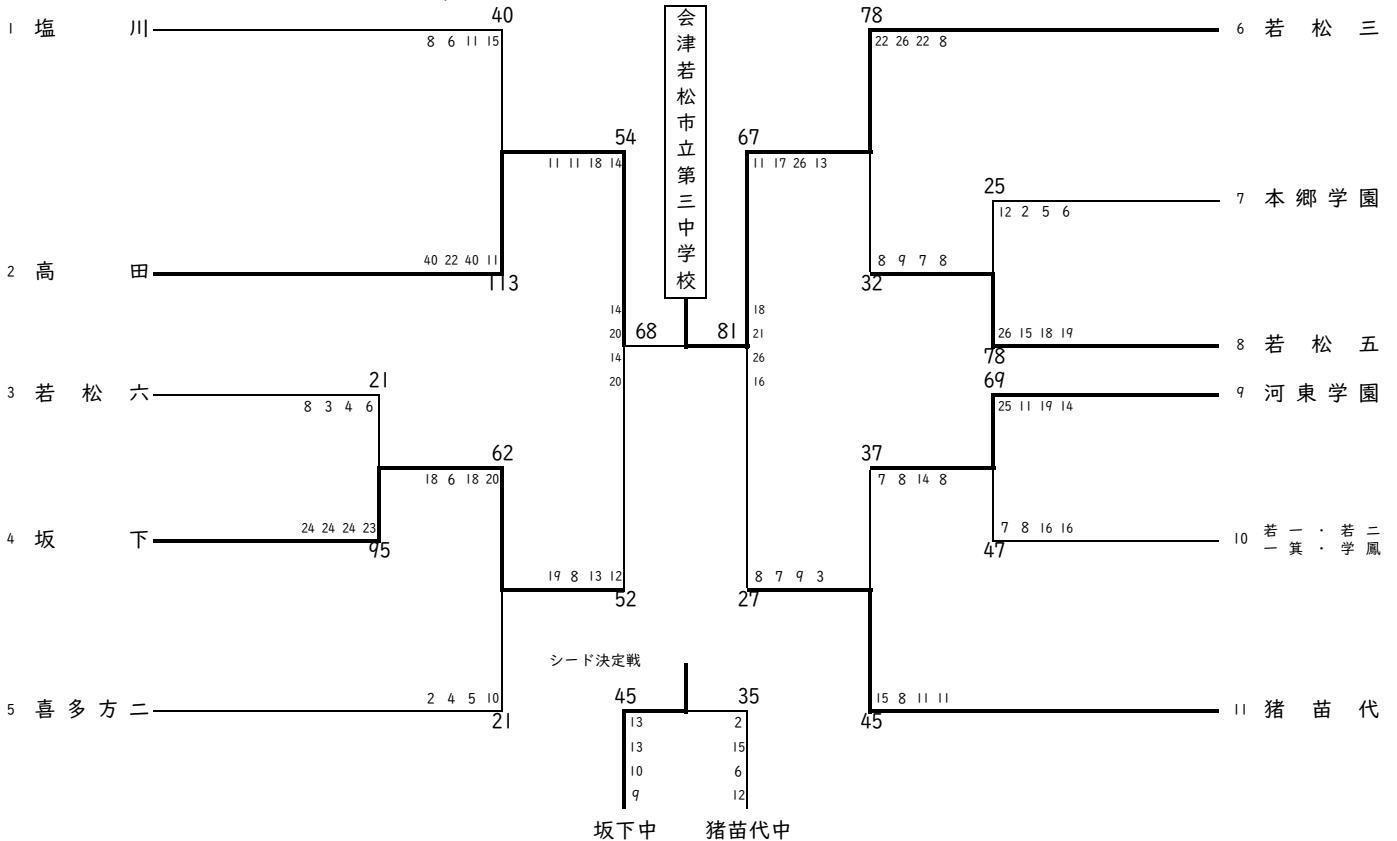 会津若松市立第三中学校
1 塩川
40
8 6 11 15
2 高田
40 22 40 11
113
54
11 11 18 14
3 若松六
21
8 3 4 6
4 坂下
24 24 24 23
95
62
18 6 18 20
5 喜多方二
2 4 5 10
21
19 8 13 12
52
14
20
14
20
68
81
18
21
26
16
78
22 26 22 8
6 若松三
67
11 17 26 13
25
12 2 5 6
7 本郷学園
8 9 7 8
32
26 15 18 19
78
8 若松五
69
25 11 19 14
9 河東学園
37
7 8 14 8
7 8 16 16
47
10 若一・若二
一箕・学鳳
8 7 9 3
27
15 8 11 11
45
11 猪苗代
シード決定戦
45
35
13
13
10
9
2
15
6
12
坂下中
猪苗代中